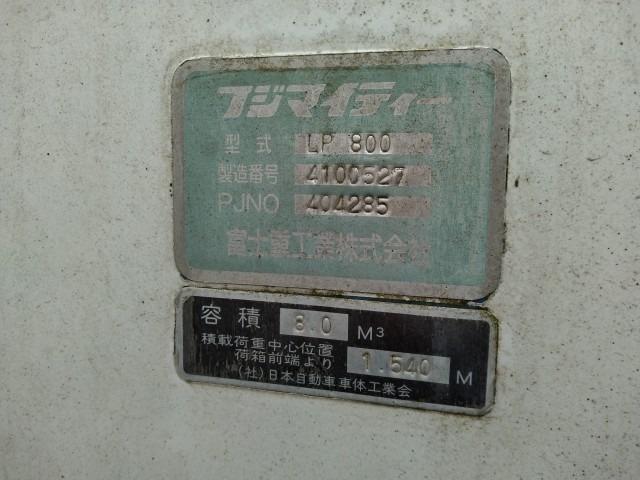 フジマイティー
型式 LP 800
製造番号 4100527
PJNO 404285
富士重工業株式会社
容積 8.0 M³
積載荷重中心位置
荷箱前端より 1.540 M
(社)日本自動車車体工業会